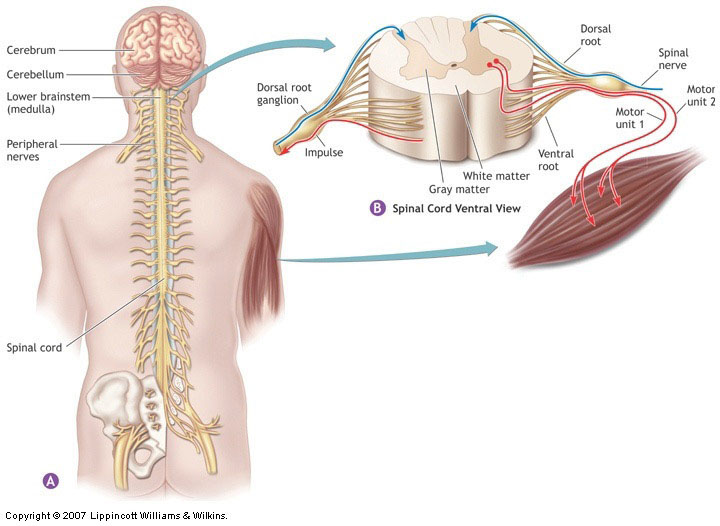 Cerebrum
Cerebellum
Lower brainstem
(medulla)
Peripheral
nerves
Spinal cord
A
Dorsal root
ganglion
Impulse
Dorsal
root
Spinal
nerve
Motor
unit 2
Motor
unit 1
Ventral
root
White matter
Gray matter
B Spinal Cord Ventral View
Copyright © 2007 Lippincott Williams & Wilkins.